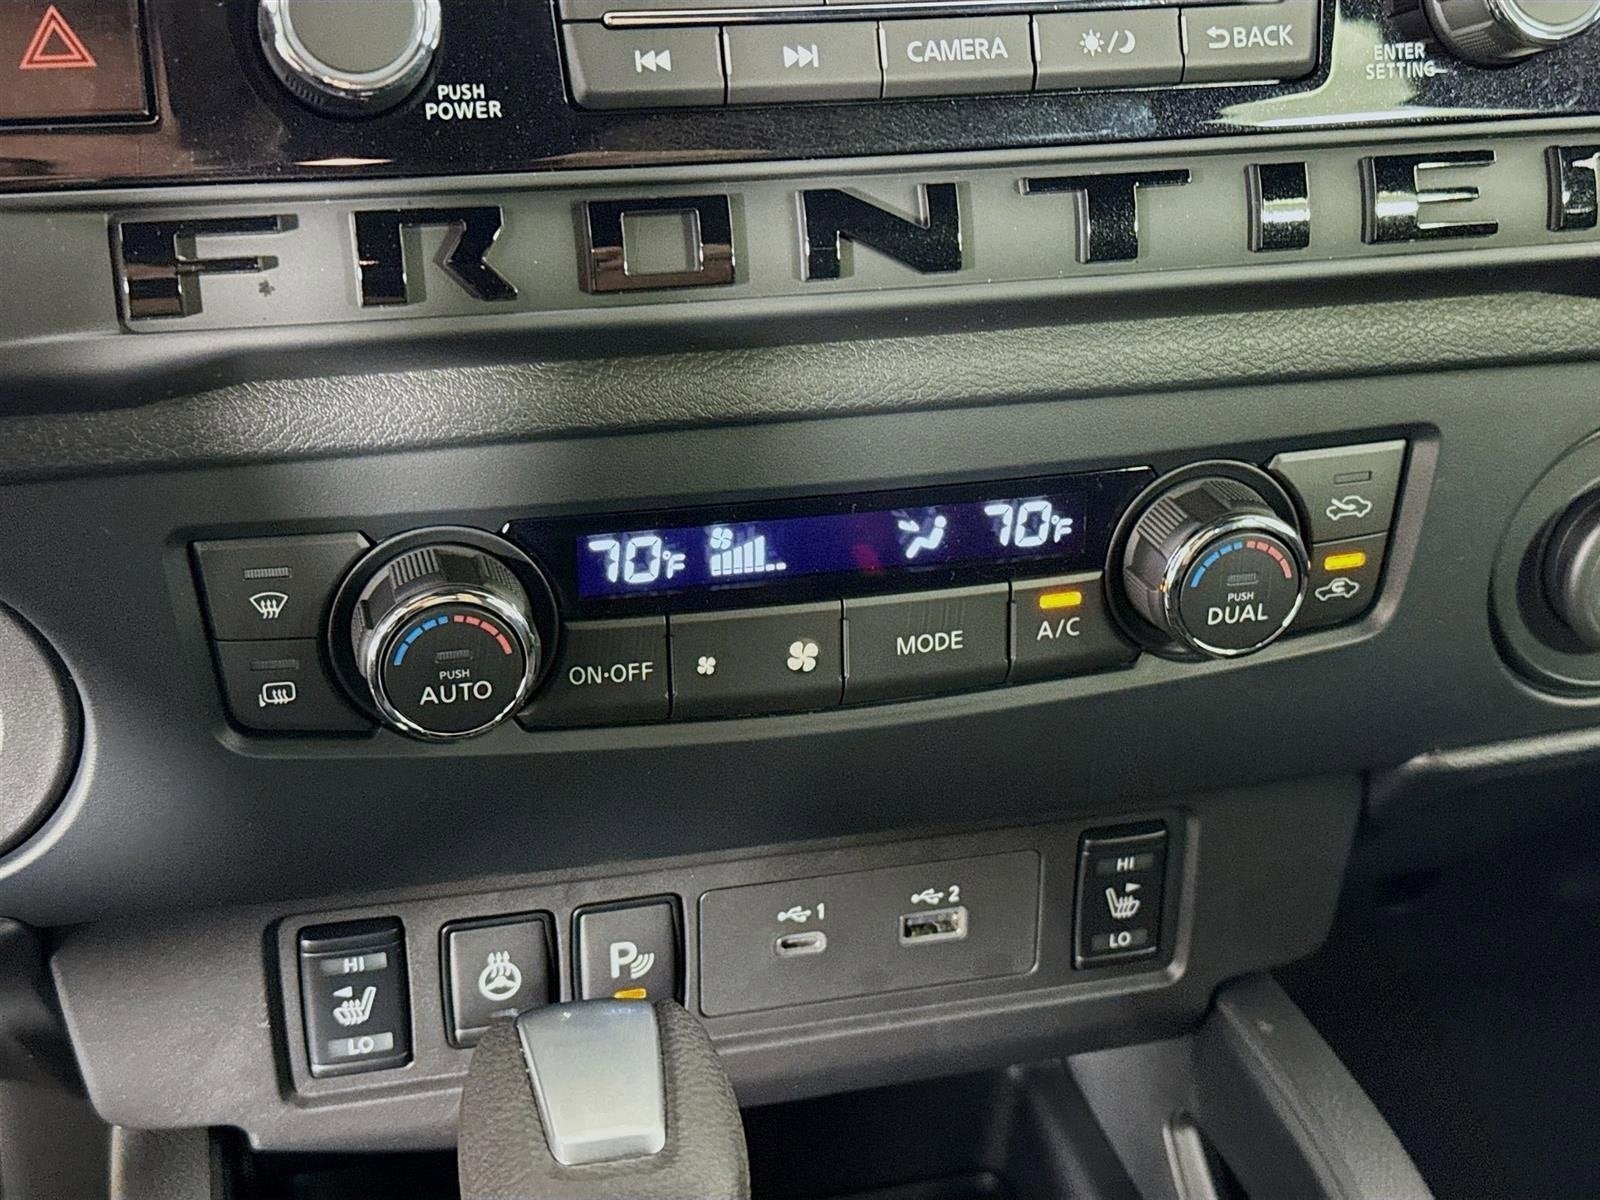 PUSH
POWER
CAMERA
BACK
ENTER
SETTING
FRONTIER
70°F
70°F
PUSH
AUTO
ON•OFF
MODE
A/C
PUSH
DUAL
HI
LO
P
1
2
HI
LO